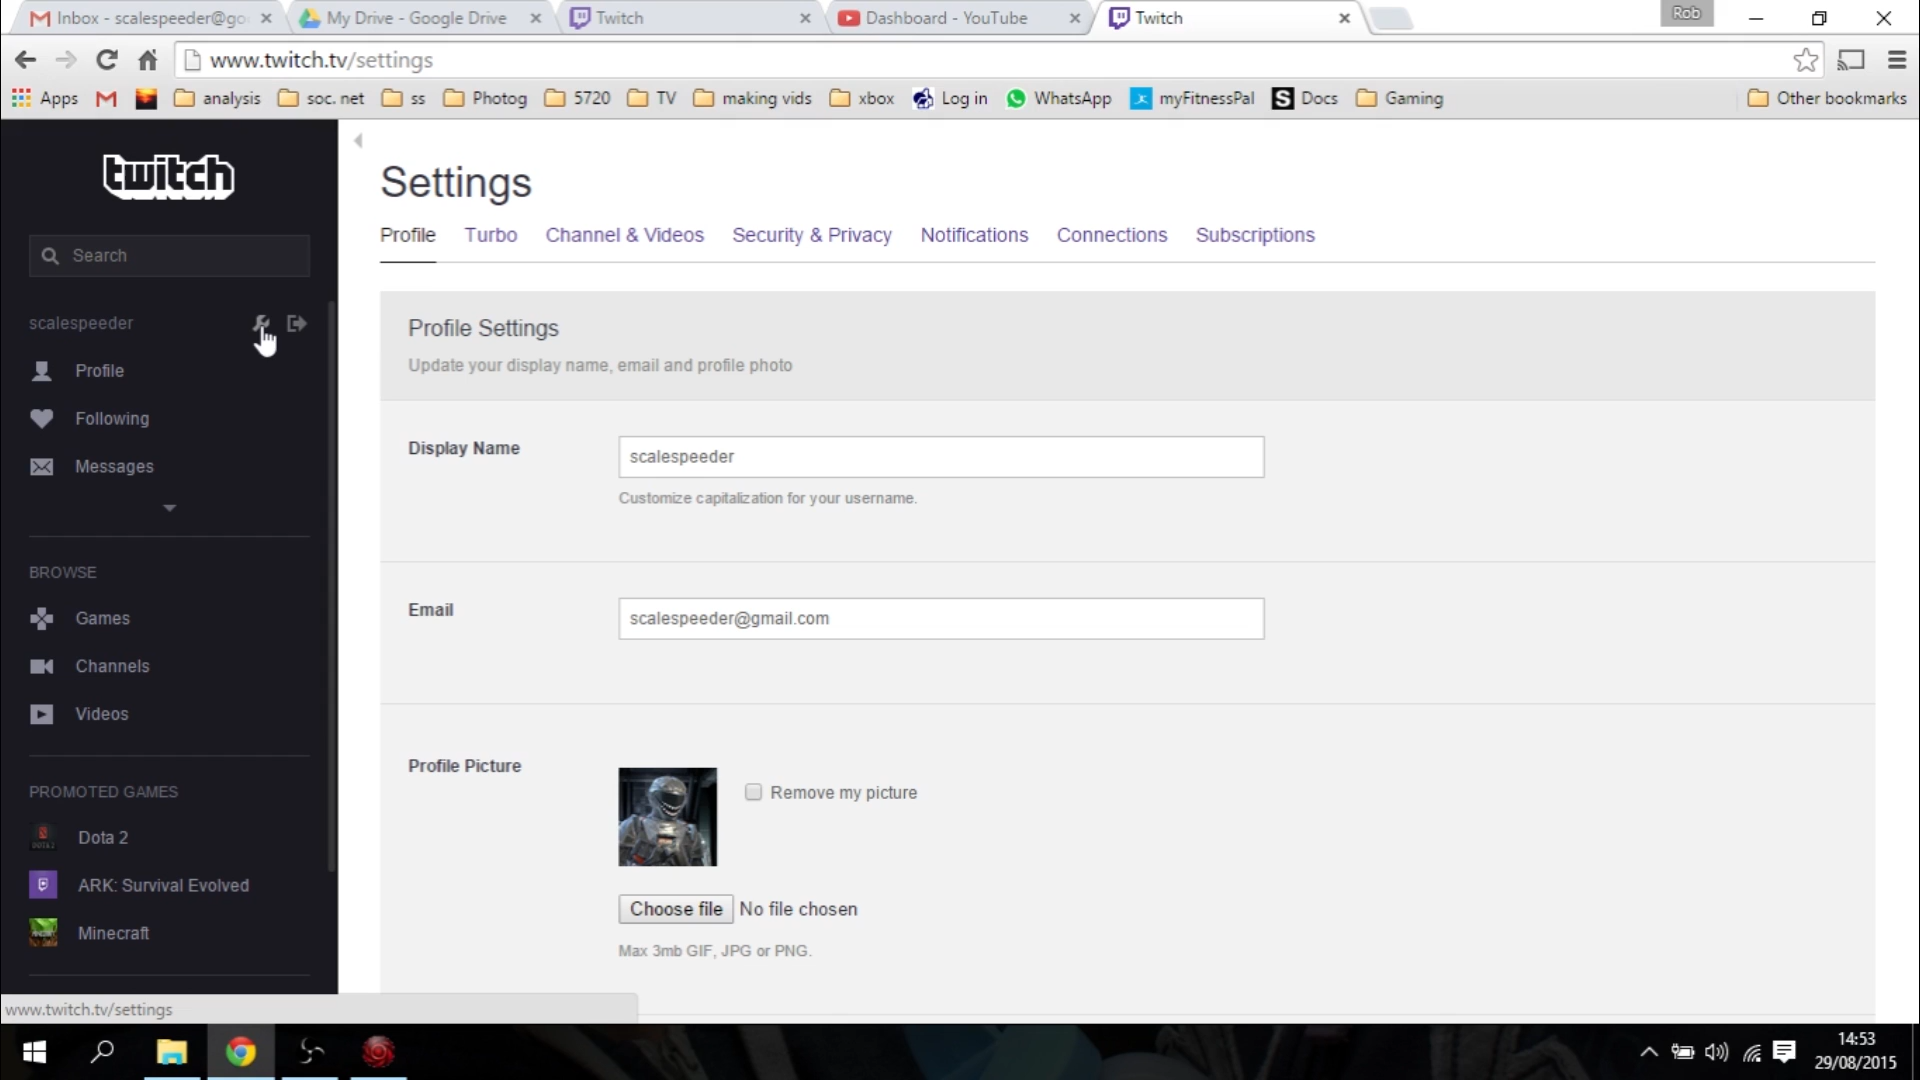 Inbox - scalespeeder@go
My Drive - Google Drive
Twitch
Dashboard - YouTube
Twitch
Rob
www.twitch.tv/settings
Apps
analysis
soc. net
ss
Photog
5720
TV
making vids
xbox
Log in
WhatsApp
myFitnessPal
Docs
Gaming
Other bookmarks
twitch
Search
scalespeeder
Profile
Following
Messages
BROWSE
Games
Channels
Videos
PROMOTED GAMES
Dota 2
ARK: Survival Evolved
Minecraft
www.twitch.tv/settings
Settings
Profile
Turbo
Channel & Videos
Security & Privacy
Notifications
Connections
Subscriptions
Profile Settings
Update your display name, email and profile photo
Display Name
scalespeeder
Customize capitalization for your username.
Email
scalespeeder@gmail.com
Profile Picture
Remove my picture
Choose file No file chosen
Max 3mb GIF, JPG or PNG.
14:53
29/08/2015